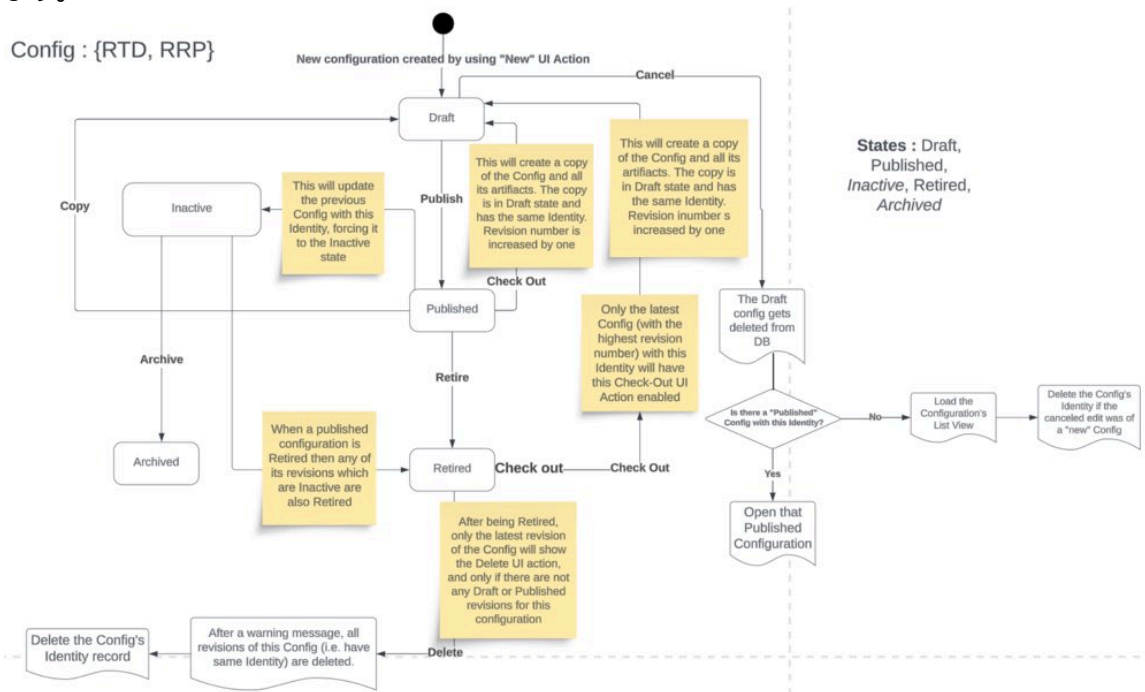 Config : {RTD, RRP}
New configuration created by using "New" UI Action
Cancel
Draft
States : Draft,
Published,
Inactive, Retired,
Archived
Copy
Inactive
This will update
the previous
Config with this
Identity, forcing it
to the Inactive
state
Publish
This will create a copy
of the Config and all
its artifiacts. The copy
is in Draft state and
has the same Identity.
Revision number is
increased by one
This will create a copy
of the Config and all its
artifacts. The copy is
in Draft state and has
the same Identity.
Revision inumber s
increased by one
Check Out
Published
Only the latest
Config (with the
highest revision
number) with this
Identity will have
this Check-Out UI
Action enabled
The Draft
config gets
deleted from
DB
Archive
Retire
Is there a "Published"
Config with this Identity?
No
Load the
Configuration's
List View
Delete the Config's
Identity if the
canceled edit was of
a "new" Config
When a published
configuration is
Retired then any of
its revisions which
are Inactive are
also Retired
Archived
Retired
Check out
Check Out
Yes
Open that
Published
Configuration
After being Retired,
only the latest revision
of the Config will show
the Delete UI action,
and only if there are not
any Draft or Published
revisions for this
configuration
Delete the Config's
Identity record
After a warning message, all
revisions of this Config (i.e. have
same Identity) are deleted.
Delete